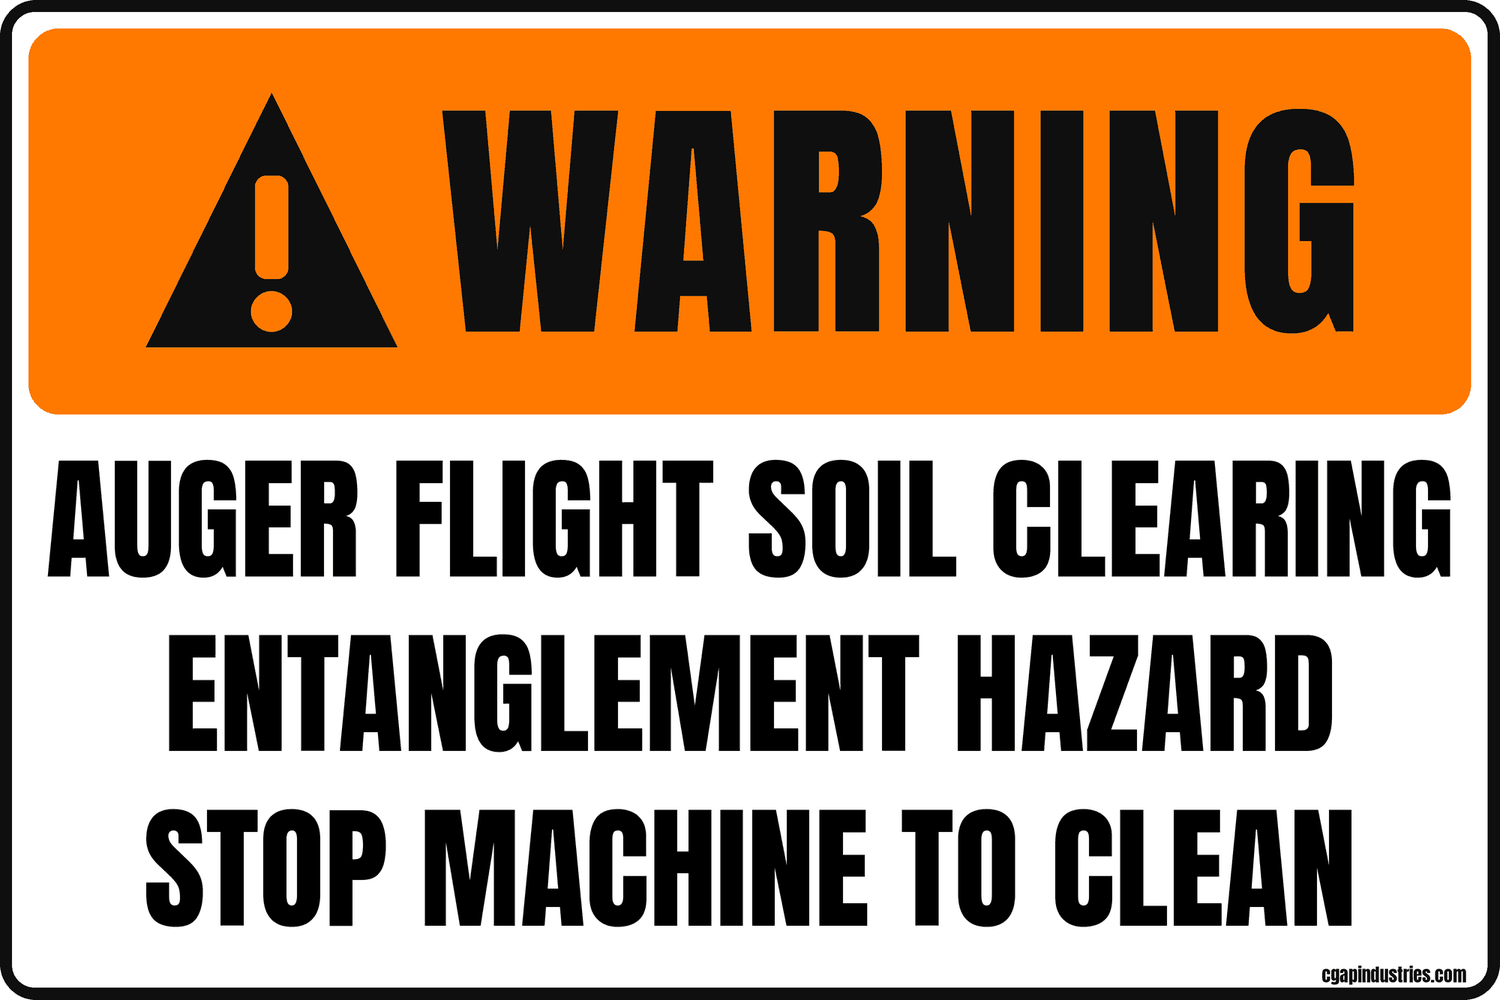 WARNING
AUGER FLIGHT SOIL CLEARING
ENTANGLEMENT HAZARD
STOP MACHINE TO CLEAN
cgapindustries.com